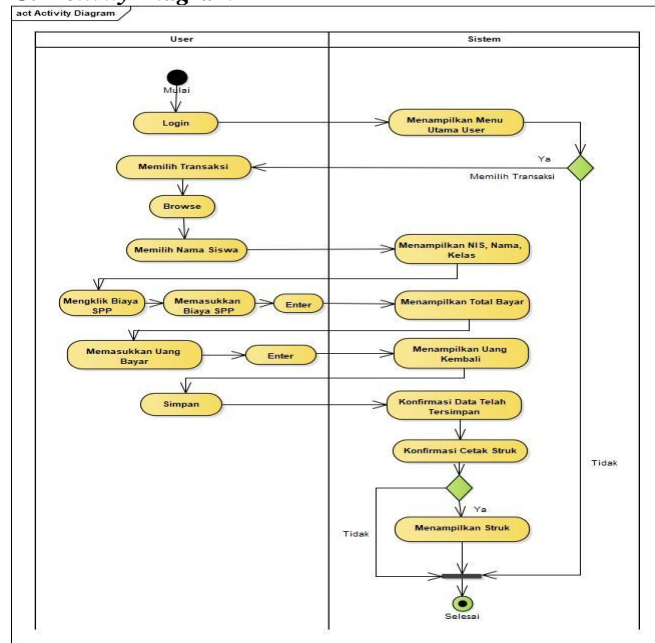 act Activity Diagram
User
Sistem
Mulai
Login
Menampilkan Menu
Utama User
Ya
Memilih Transaksi
Memilih Transaksi
Browse
Memilih Nama Siswa
Menampilkan NIS, Nama,
Kelas
Mengklik Biaya
SPP
Memasukkan
Biaya SPP
Enter
Menampilkan Total Bayar
Memasukkan Uang
Bayar
Enter
Menampilkan Uang
Kembali
Simpan
Konfirmasi Data Telah
Tersimpan
Konfirmasi Cetak Struk
Tidak
Ya
Menampilkan Struk
Tidak
Selesai